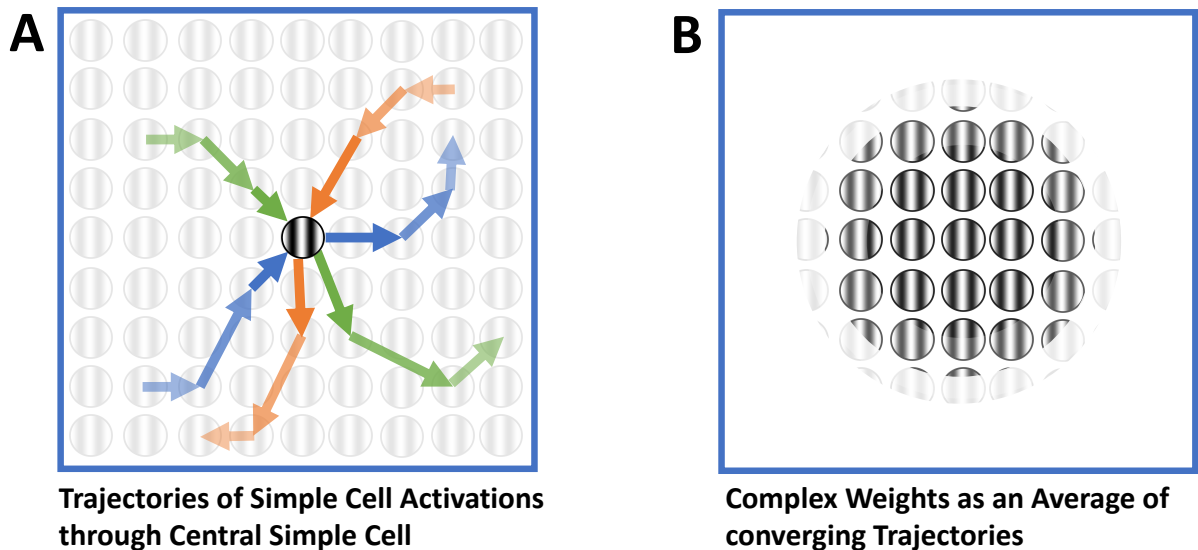 A
B
Trajectories of Simple Cell Activations
through Central Simple Cell
Complex Weights as an Average of
converging Trajectories